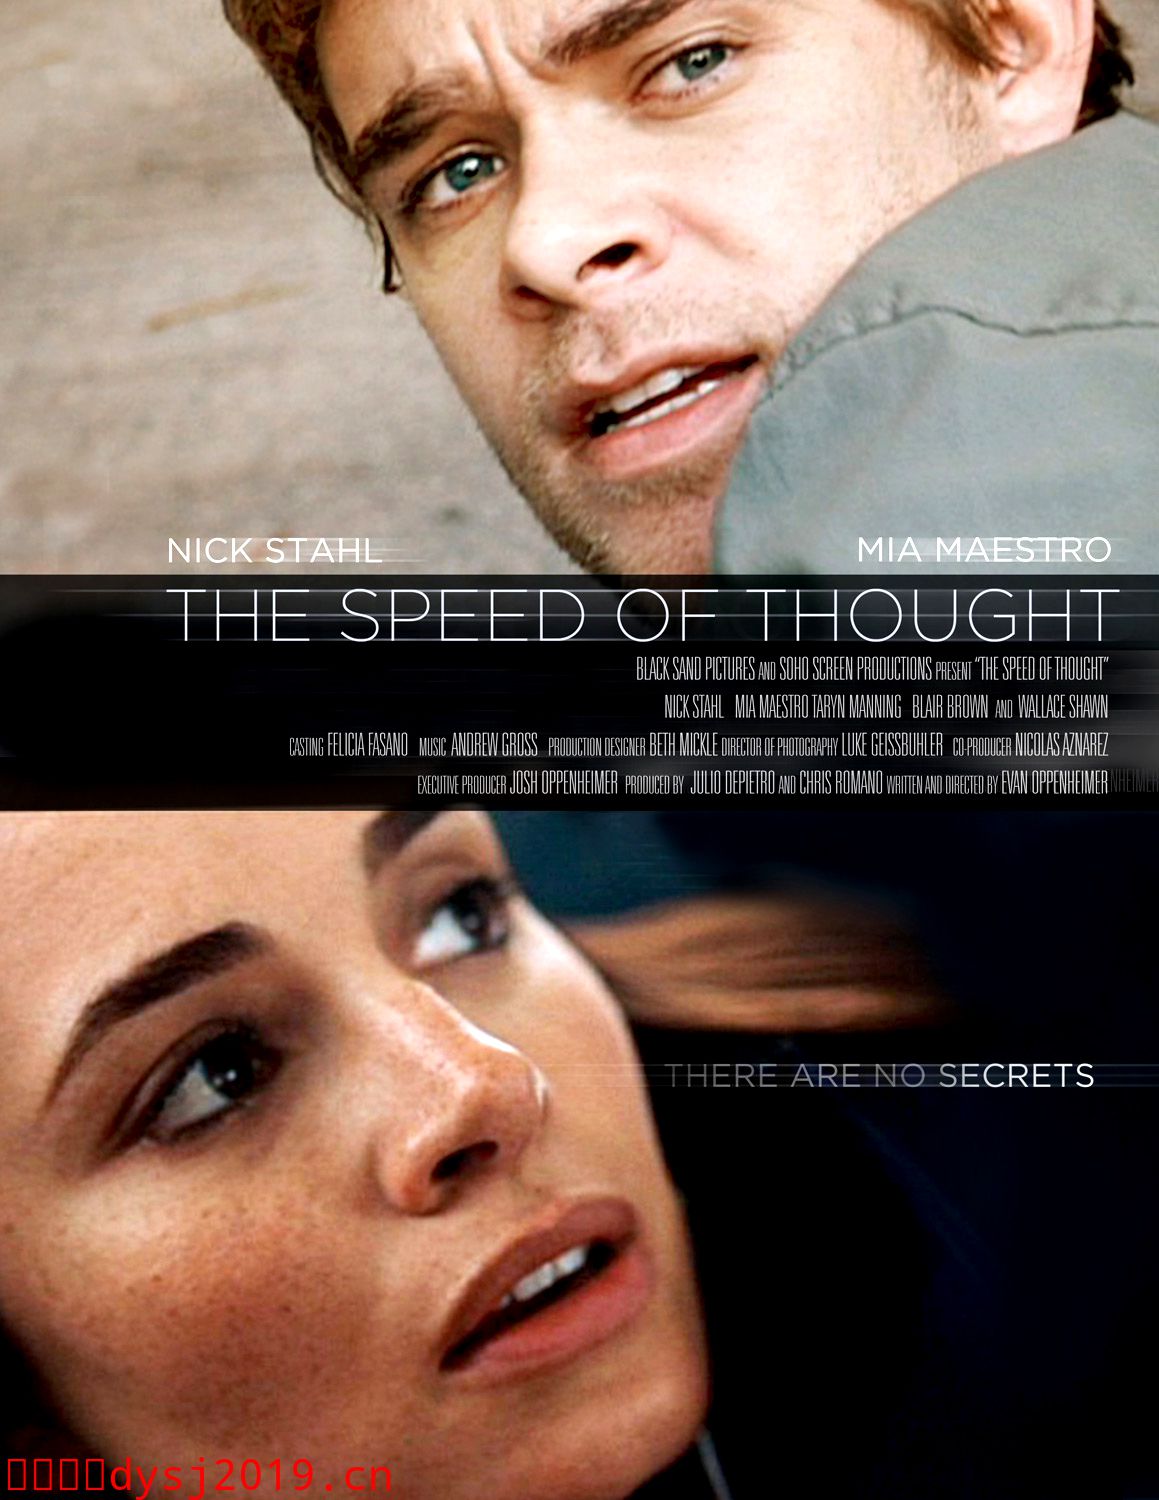 NICK STAHL MIA MAESTRO
THE SPEED OF THOUGHT
BLACK SAND PICTURES AND SOHO SCREEN PRODUCTIONS PRESENT "THE SPEED OF THOUGHT"
NICK STAHL MIA MAESTRO TARYN MANNING BLAIR BROWN AND WALLACE SHAWN
CASTING FELICIA FASANO MUSIC ANDREW GROSS PRODUCTION DESIGNER BETH MICKLE DIRECTOR OF PHOTOGRAPHY LUKE GEISSBUHLER CO-PRODUCER NICOLAS AZNAREZ
EXECUTIVE PRODUCER JOSH OPPENHEIMER PRODUCED BY JULIO DEPIETRO AND CHRIS ROMANO WRITTEN AND DIRECTED BY EVAN OPPENHEIMER
THERE ARE NO SECRETS
dysj2019.cn